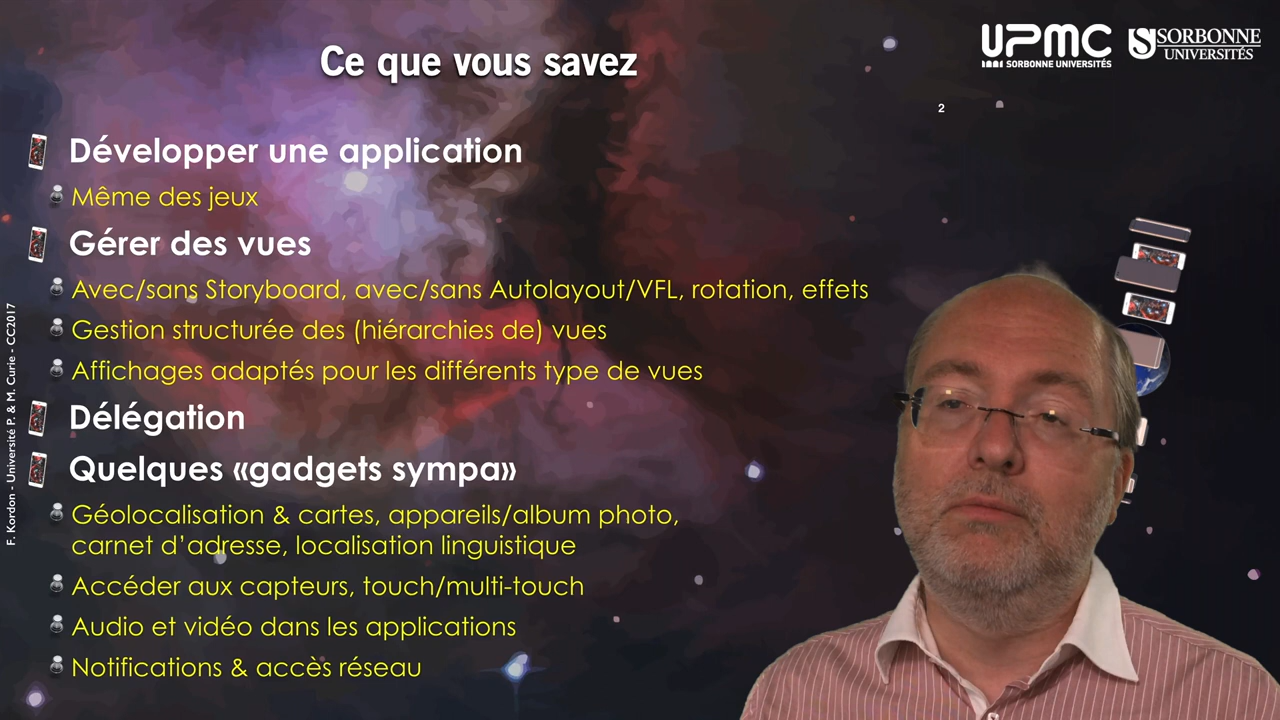 Ce que vous savez
UPMC
SORBONNE UNIVERSITÉS
SORBONNE
UNIVERSITÉS
2
Développer une application
Même des jeux
Gérer des vues
Avec/sans Storyboard, avec/sans Autolayout/VFL, rotation, effets
Gestion structurée des (hiérarchies de) vues
Affichages adaptés pour les différents type de vues
Délégation
Quelques «gadgets sympa»
Géolocalisation & cartes, appareils/album photo,
carnet d'adresse, localisation linguistique
Accéder aux capteurs, touch/multi-touch
Audio et vidéo dans les applications
Notifications & accès réseau
F. Kordon - Université P. & M. Curie - CC2017